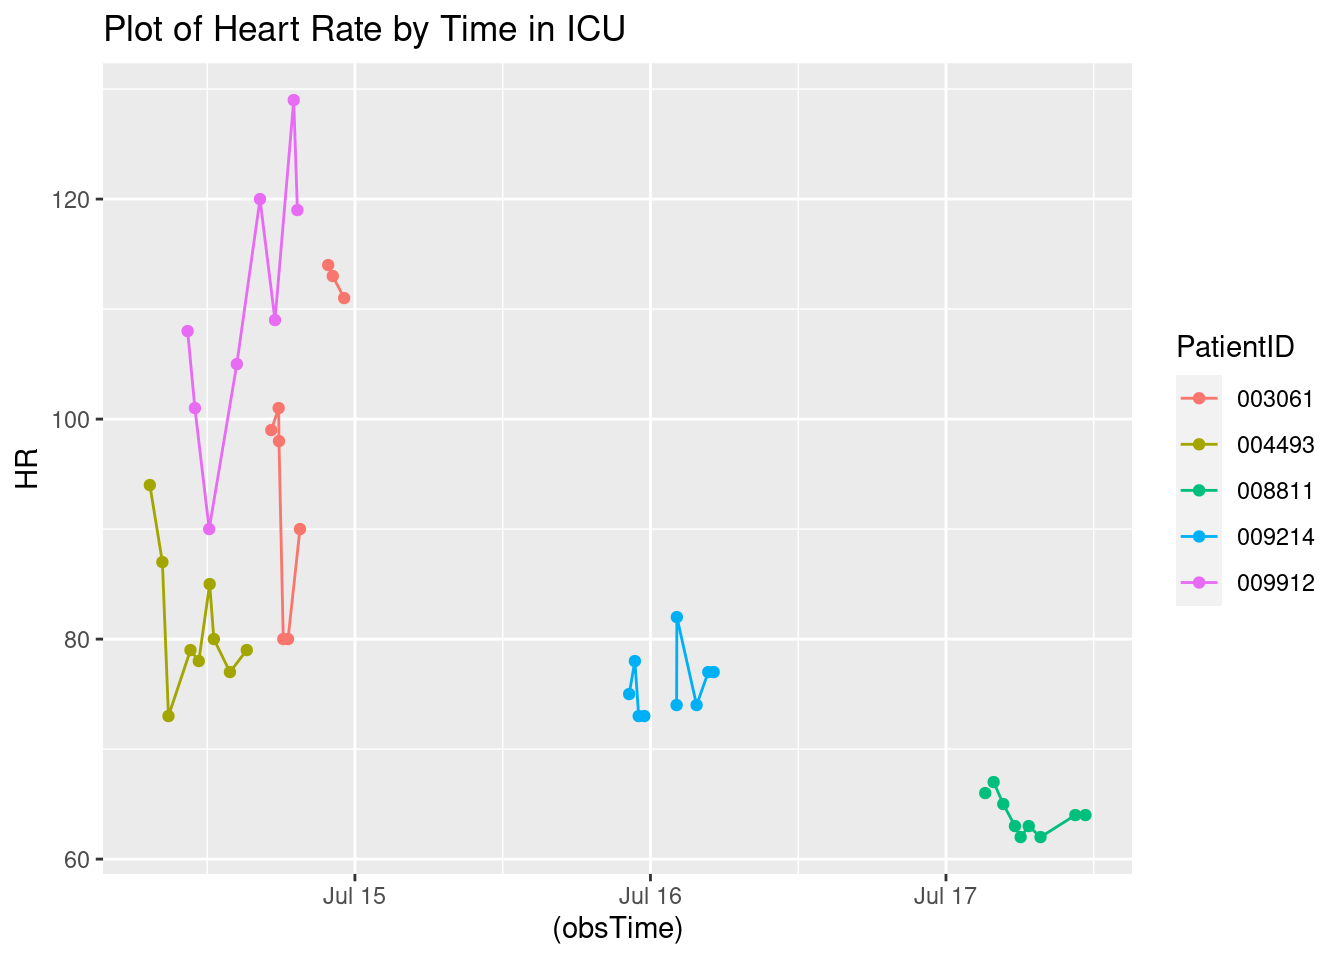 Plot of Heart Rate by Time in ICU
120
100
80
60
HR
Jul 15
Jul 16
Jul 17
(obsTime)
PatientID
003061
004493
008811
009214
009912